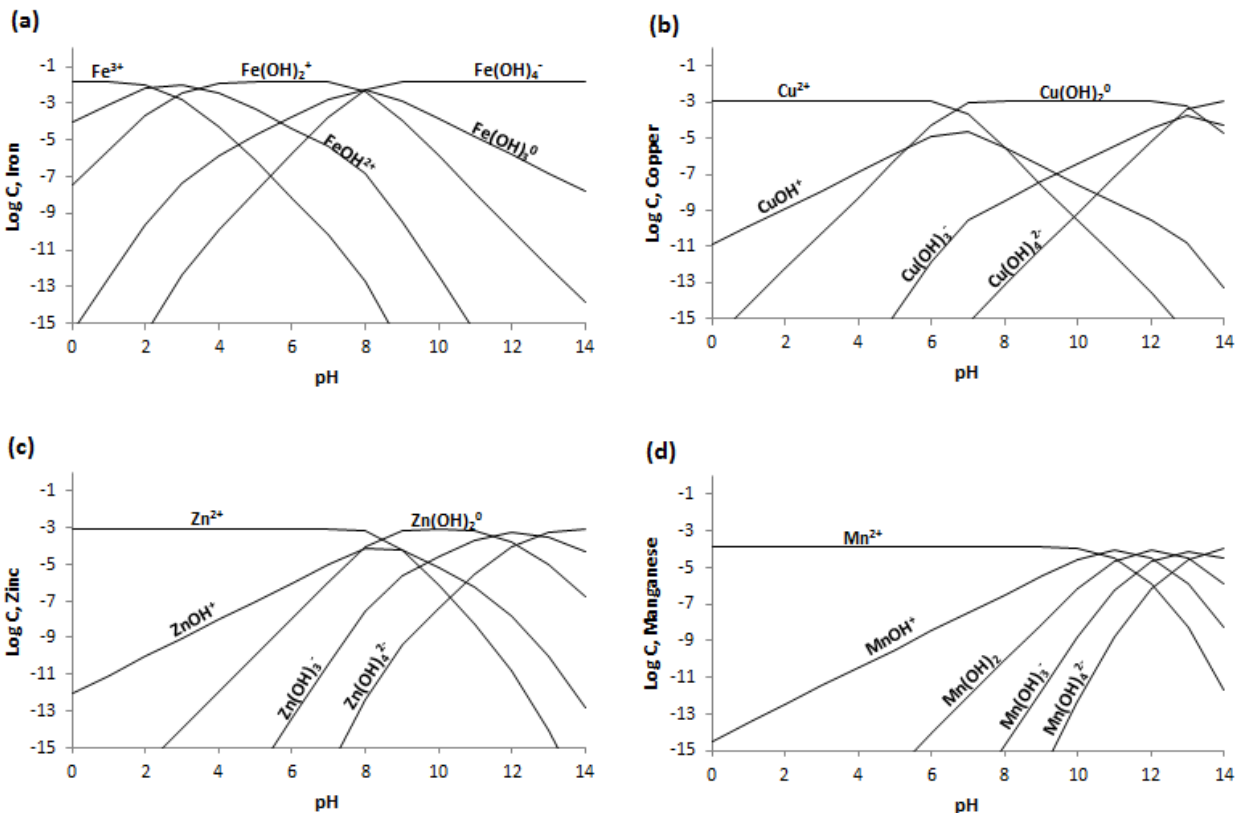 (a)
Log C, Iron
-1
-3
-5
-7
-9
-11
-13
-15
Fe³⁺
Fe(OH)₂⁺
Fe(OH)₄⁻
FeOH²⁺
Fe(OH)₃⁰
0 2 4 6 8 10 12 14
pH
(b)
Log C, Copper
-1
-3
-5
-7
-9
-11
-13
-15
Cu²⁺
Cu(OH)₂⁰
CuOH⁺
Cu(OH)₃⁻
Cu(OH)₄²⁻
0 2 4 6 8 10 12 14
pH
(c)
Log C, Zinc
-1
-3
-5
-7
-9
-11
-13
-15
Zn²⁺
Zn(OH)₂⁰
ZnOH⁺
Zn(OH)₃⁻
Zn(OH)₄²⁻
0 2 4 6 8 10 12 14
pH
(d)
Log C, Manganese
-1
-3
-5
-7
-9
-11
-13
-15
Mn²⁺
MnOH⁺
Mn(OH)₂
Mn(OH)₃⁻
Mn(OH)₄²⁻
0 2 4 6 8 10 12 14
pH